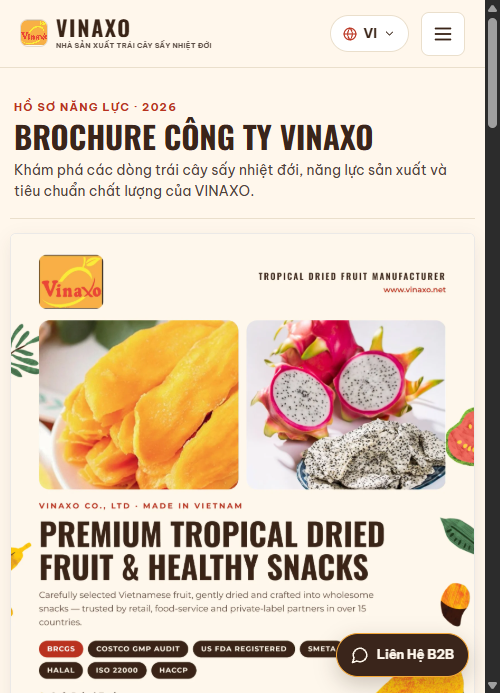 Vinaxo
VINAXO
NHÀ SẢN XUẤT TRÁI CÂY SẤY NHIỆT ĐỚI
VI
HỒ SƠ NĂNG LỰC · 2026
BROCHURE CÔNG TY VINAXO
Khám phá các dòng trái cây sấy nhiệt đới, năng lực sản xuất và
tiêu chuẩn chất lượng của VINAXO.
Vinaxo
TROPICAL DRIED FRUIT MANUFACTURER
www.vinaxo.net
VINAXO CO., LTD · MADE IN VIETNAM
PREMIUM TROPICAL DRIED
FRUIT & HEALTHY SNACKS
Carefully selected Vietnamese fruit, gently dried and crafted into wholesome
snacks — trusted by retail, food-service and private-label partners in over 15
countries.
BRCGS COSTCO GMP AUDIT US FDA REGISTERED SMETA
HALAL ISO 22000 HACCP
Liên Hệ B2B